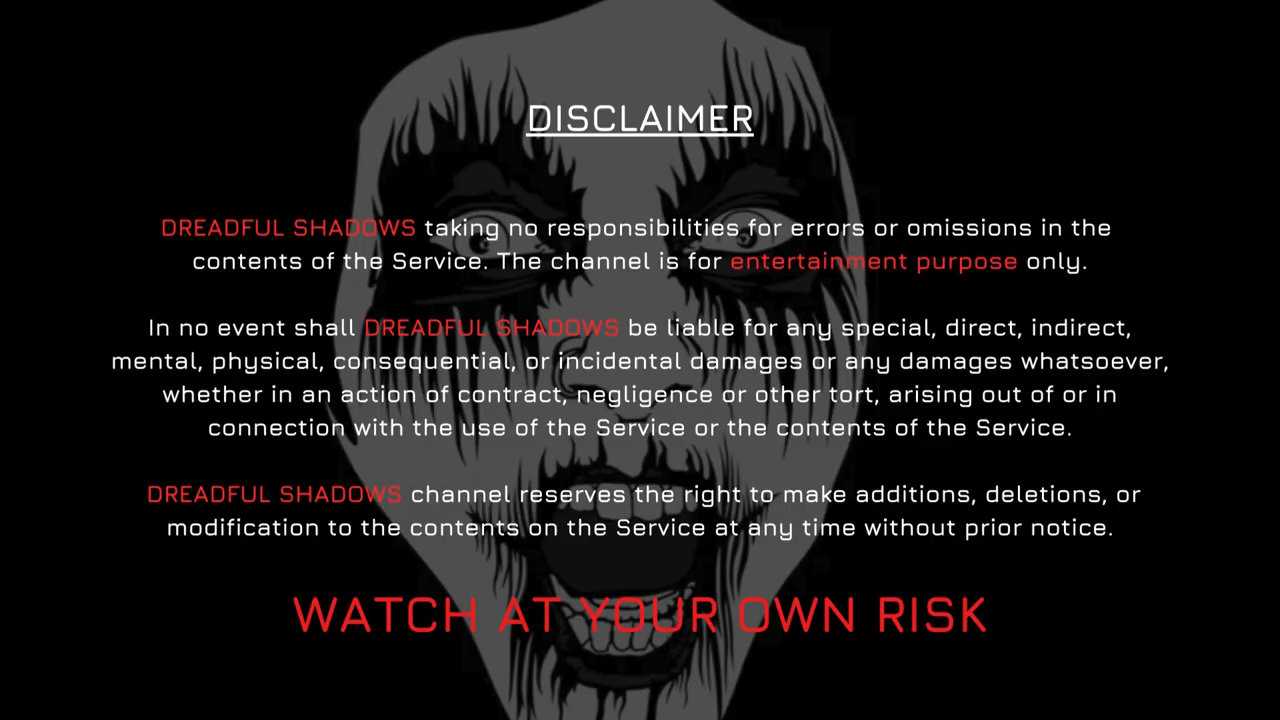 DISCLAIMER
DREADFUL SHADOWS taking no responsibilities for errors or omissions in the
contents of the Service. The channel is for entertainment purpose only.
In no event shall DREADFUL SHADOWS be liable for any special, direct, indirect,
mental, physical, consequential, or incidental damages or any damages whatsoever,
whether in an action of contract, negligence or other tort, arising out of or in
connection with the use of the Service or the contents of the Service.
DREADFUL SHADOWS channel reserves the right to make additions, deletions, or
modification to the contents on the Service at any time without prior notice.
WATCH AT YOUR OWN RISK